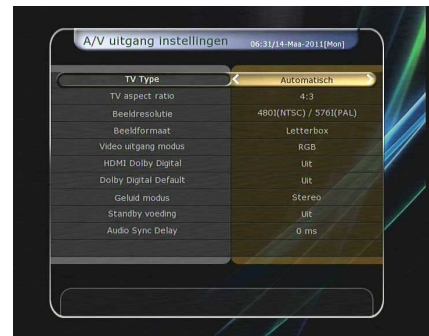 A/V uitgang instellingen 06:31/14-Maa-2011[Mon]
TV Type Automatisch
TV aspect ratio 4:3
Beeldresolutie 480I(NTSC) / 576I(PAL)
Beeldformaat Letterbox
Video uitgang modus RGB
HDMI Dolby Digital Uit
Dolby Digital Default Uit
Geluid modus Stereo
Standby voeding Uit
Audio Sync Delay 0 ms